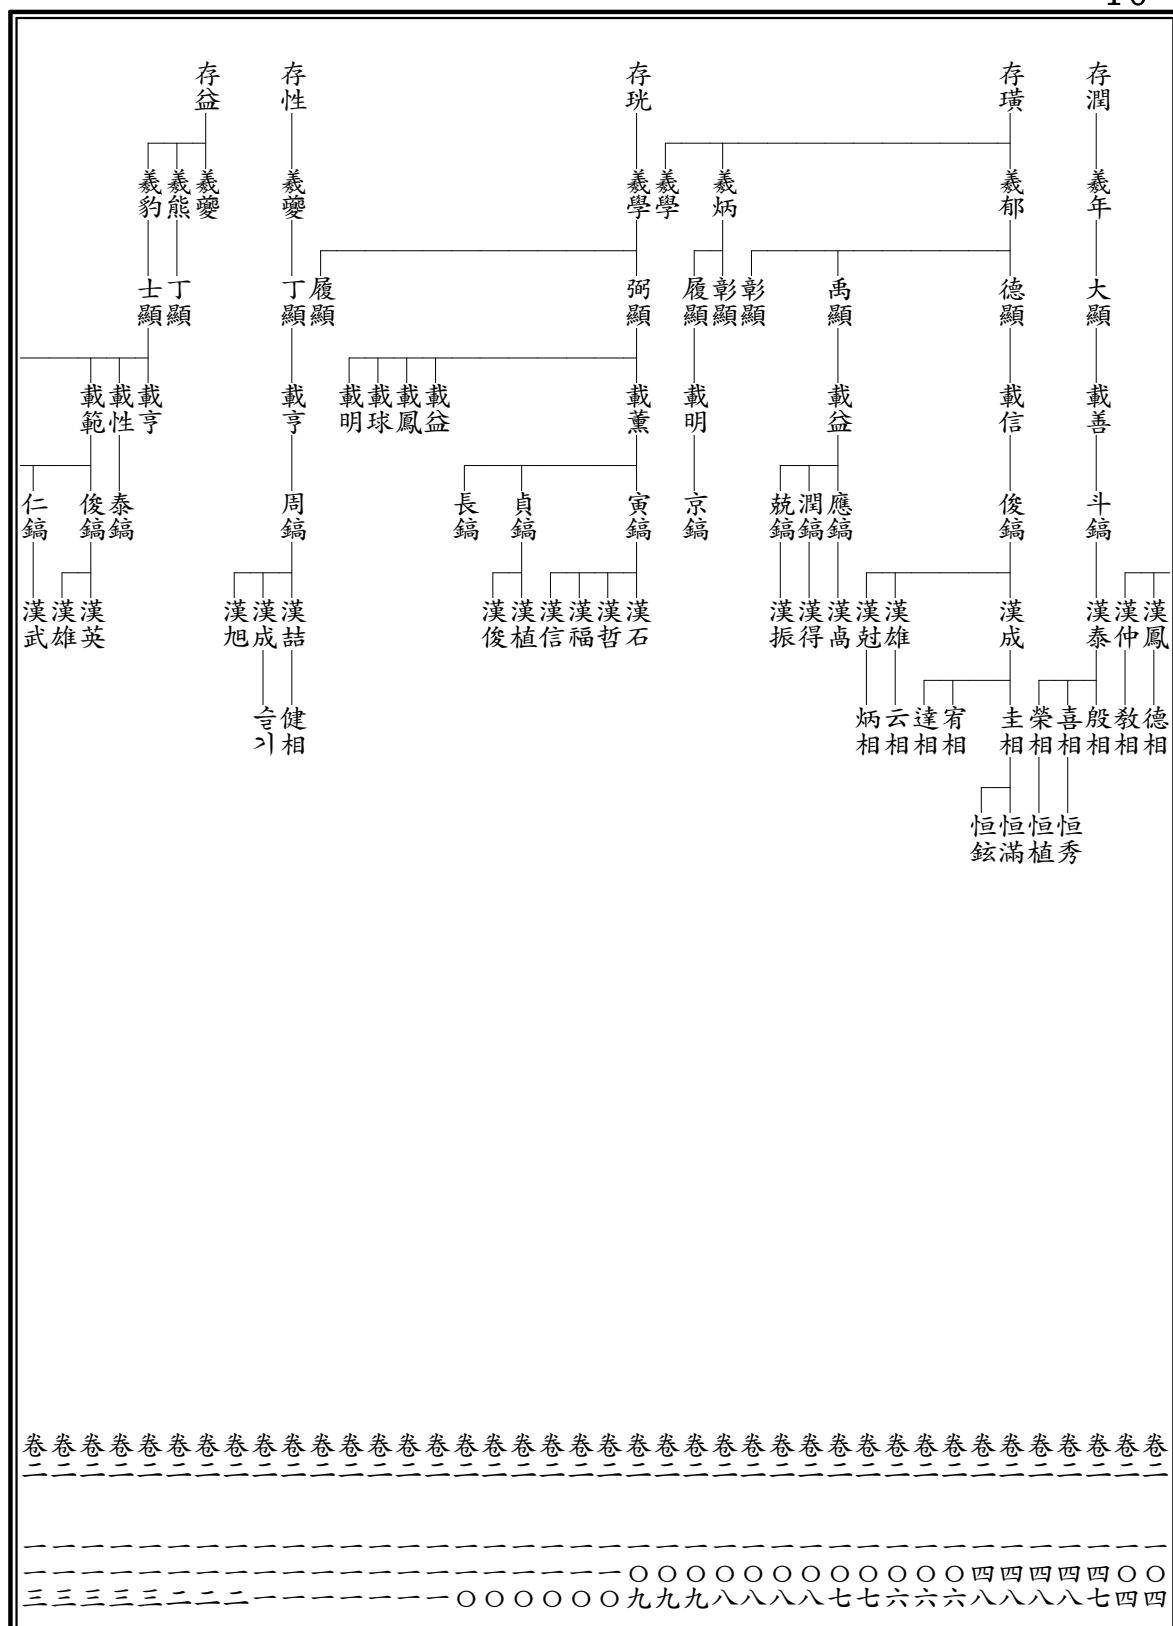 漢鳳 德相 卷二 一〇四
漢仲 敎相 卷二 一〇四
存潤 羲年 大顯 載善 斗鎬 漢泰 殷相 卷二 一四七
喜相 恒秀 卷二 一四八
榮相 恒植 卷二 一四八
存璜 羲郁 德顯 載信 俊鎬 漢成 圭相 恒滿 卷二 一四八
恒鉉 卷二 一四八
宥相 卷二 一〇六
達相 卷二 一〇六
漢雄 云相 卷二 一〇六
漢尅 炳相 卷二 一〇七
禹顯 載益 應鎬 漢卨 卷二 一〇七
潤鎬 漢得 卷二 一〇八
兢鎬 漢振 卷二 一〇八
彰顯 卷二 一〇八
羲炳 彰顯 卷二 一〇八
履顯 載明 京鎬 卷二 一〇九
羲學 卷二 一〇九
存珖 羲學 弼顯 載薰 寅鎬 漢石 卷二 一〇九
漢哲 卷二 一一〇
漢福 卷二 一一〇
漢信 卷二 一一〇
貞鎬 漢植 卷二 一一〇
漢俊 卷二 一一〇
長鎬 卷二 一一〇
載益 卷二 一一一
載鳳 卷二 一一一
載球 卷二 一一一
載明 卷二 一一一
履顯 卷二 一一一
存性 羲夔 丁顯 載亨 周鎬 漢喆 健相 卷二 一一一
漢成 슬기 卷二 一一一
漢旭 卷二 一一二
存益 羲夔 卷二 一一二
羲熊 丁顯 卷二 一一二
羲豹 士顯 載亨 卷二 一一三
載性 泰鎬 卷二 一一三
載範 俊鎬 漢英 卷二 一一三
漢雄 卷二 一一三
仁鎬 漢武 卷二 一一三